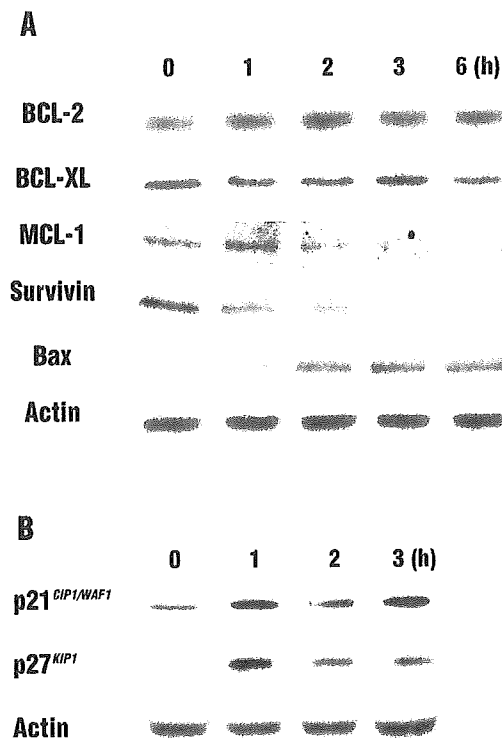 A
0 1 2 3 6 (h)
BCL-2
BCL-XL
MCL-1
Survivin
Bax
Actin
B
0 1 2 3 (h)
p21CIP1/WAF1
p27KIP1
Actin